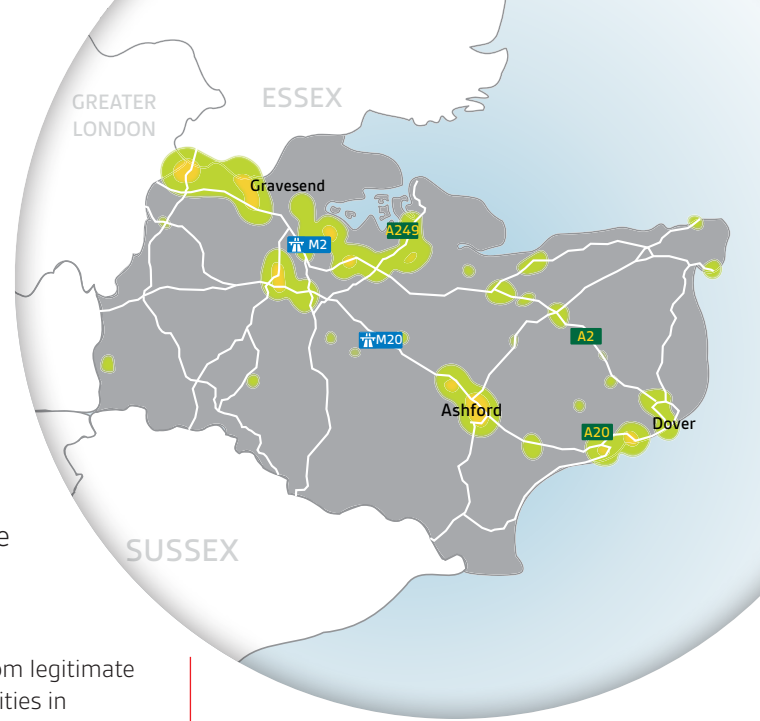 GREATER
LONDON
ESSEX
Gravesend
A249
M2
M20
A2
Ashford
A20
Dover
SUSSEX
om legitimate
ities in